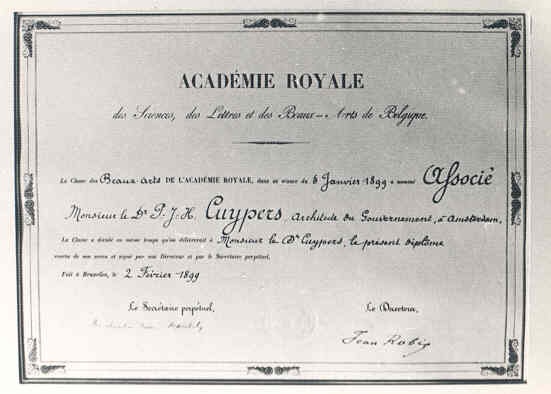 ACADÉMIE ROYALE
des Sciences, des Lettres et des Beaux-Arts de Belgique.
La Classe des Beaux-Arts DE L'ACADÉMIE ROYALE, dans sa séance du 5 Janvier 1899 a nommé Associé
Monsieur le Dr P.-J-H. Cuypers, Architecte du Gouvernement, à Amsterdam,
La Classe a décidé en même temps qu'on délivrerait à Monsieur le Dr Cuypers, le présent diplôme
revêtu de son sceau et signé par son Directeur et par le Secrétaire perpétuel.
Fait à Bruxelles, le 2 Février 1899
Le Secrétaire perpétuel,
Le Directeur,
Jean Robie